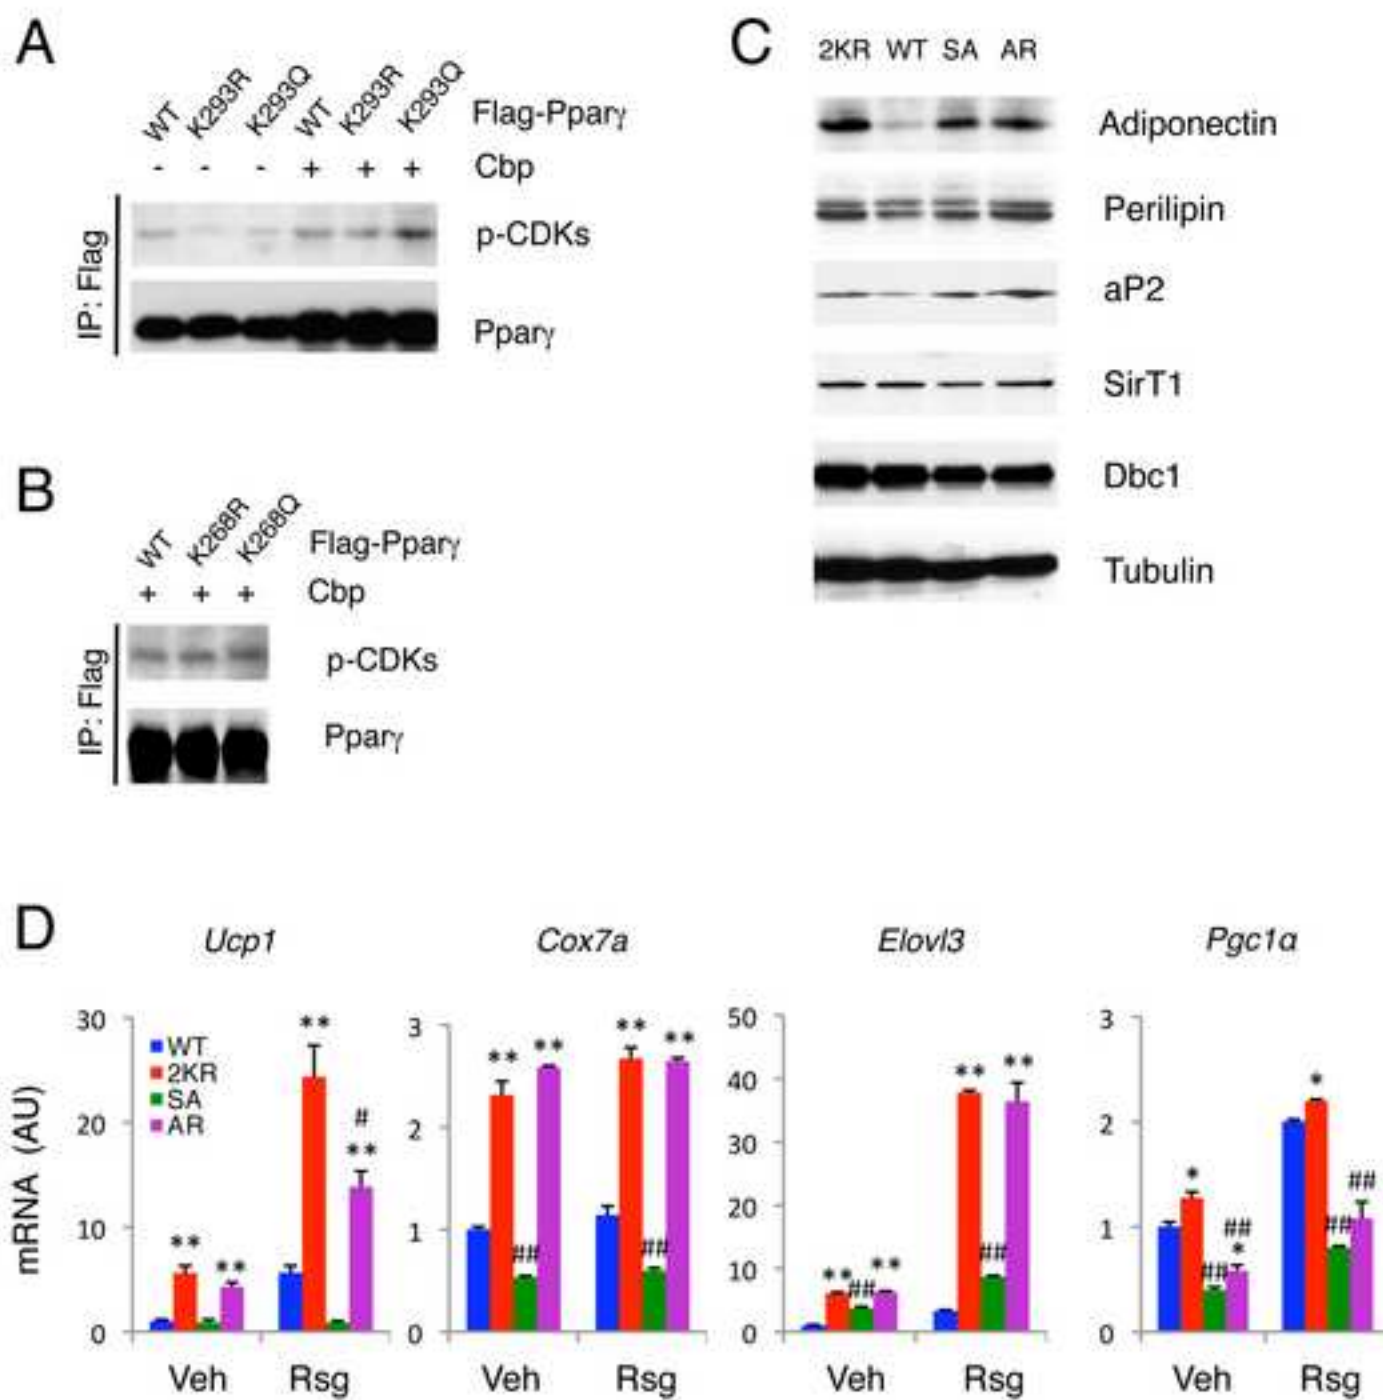 A
WT K293R K293Q WT K293R K293Q Flag-Pparγ
- - - + + + Cbp
IP: Flag
p-CDKs
Pparγ
B
WT K268R K268Q Flag-Pparγ
+ + + Cbp
IP: Flag
p-CDKs
Pparγ
C
2KR WT SA AR
Adiponectin
Perilipin
aP2
SirT1
Dbc1
Tubulin
D
mRNA (AU)
Ucp1
30
20
10
0
WT
2KR
SA
AR
** **
** # **
Veh Rsg
Cox7a
3
2
1
0
** ## **
** ## **
Veh Rsg
Elovl3
50
40
30
20
10
0
** ## **
** ## **
Veh Rsg
Pgc1α
3
2
1
0
* ## ## *
* ## ##
Veh Rsg